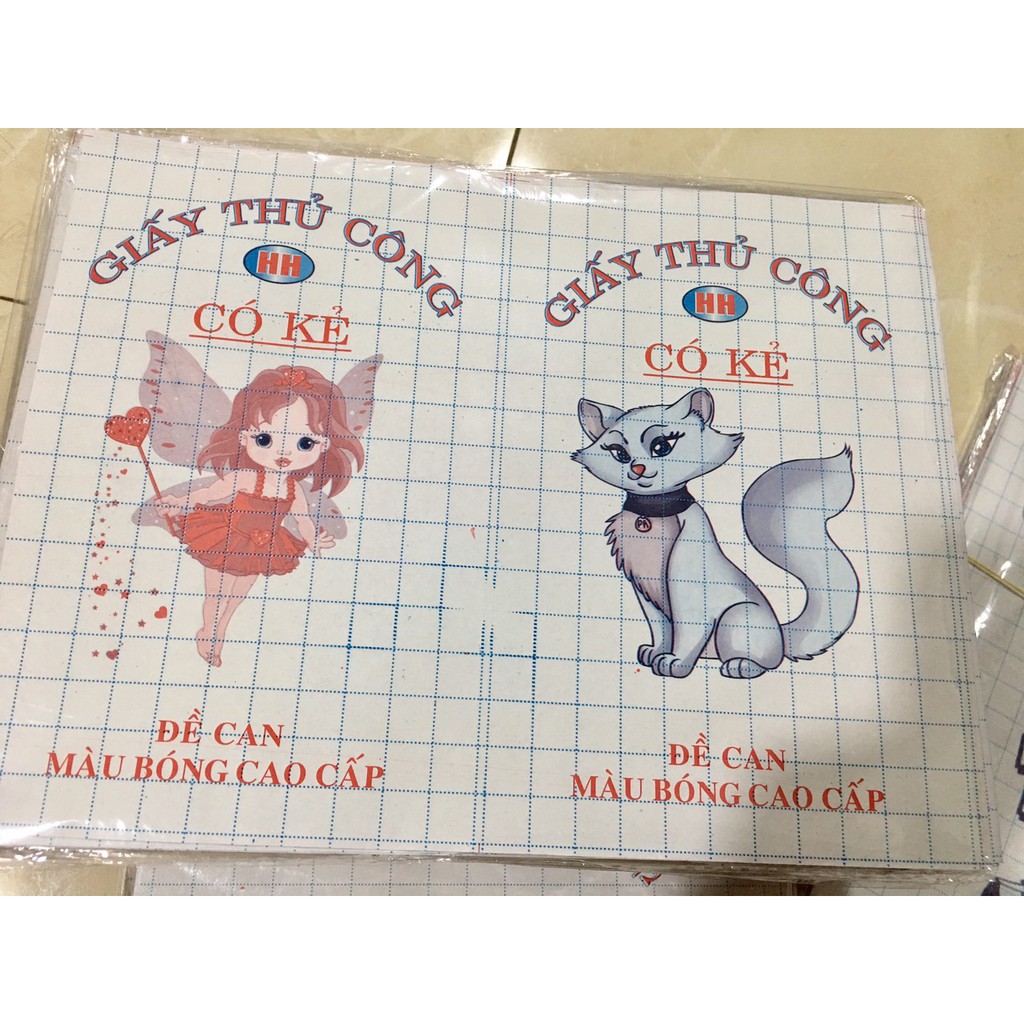 GIẤY THỦ CÔNG
HH
CÓ KẺ
ĐỀ CAN
MÀU BÓNG CAO CẤP
GIẤY THỦ CÔNG
HH
CÓ KẺ
PR
ĐỀ CAN
MÀU BÓNG CAO CẤP